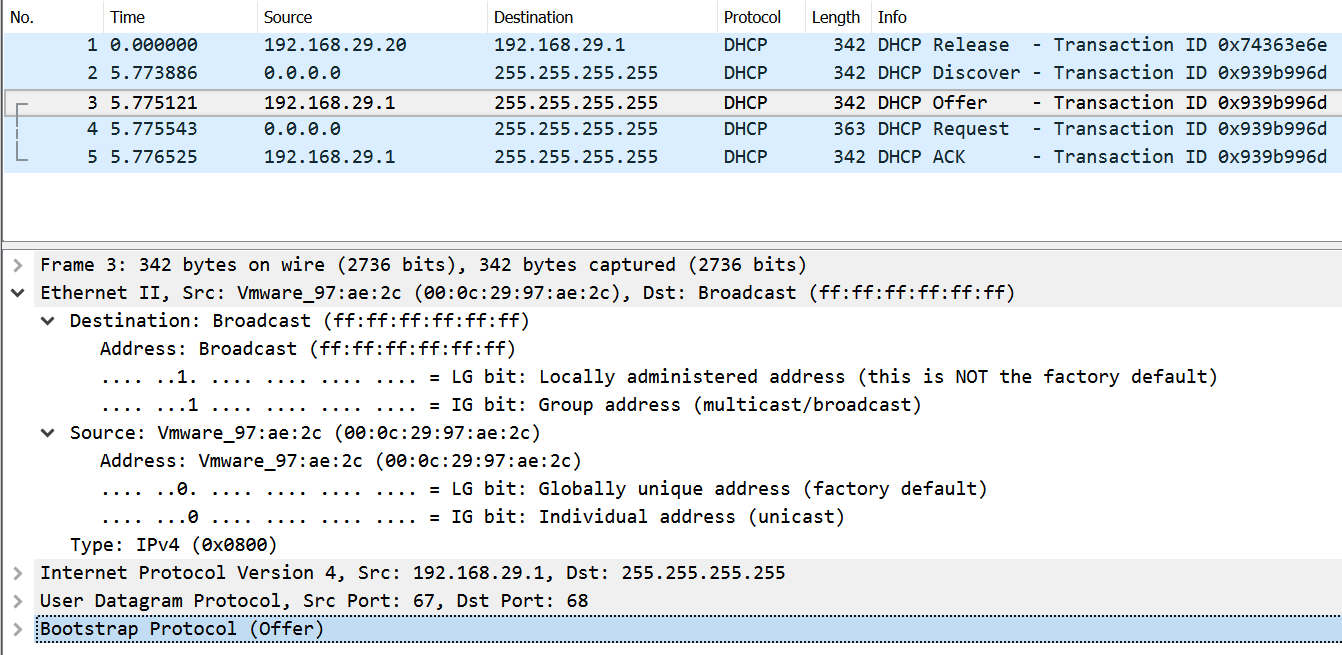 No. Time Source Destination Protocol Length Info
1 0.000000 192.168.29.20 192.168.29.1 DHCP 342 DHCP Release - Transaction ID 0x74363e6e
2 5.773886 0.0.0.0 255.255.255.255 DHCP 342 DHCP Discover - Transaction ID 0x939b996d
3 5.775121 192.168.29.1 255.255.255.255 DHCP 342 DHCP Offer - Transaction ID 0x939b996d
4 5.775543 0.0.0.0 255.255.255.255 DHCP 363 DHCP Request - Transaction ID 0x939b996d
5 5.776525 192.168.29.1 255.255.255.255 DHCP 342 DHCP ACK - Transaction ID 0x939b996d
Frame 3: 342 bytes on wire (2736 bits), 342 bytes captured (2736 bits)
Ethernet II, Src: Vmware_97:ae:2c (00:0c:29:97:ae:2c), Dst: Broadcast (ff:ff:ff:ff:ff:ff)
Destination: Broadcast (ff:ff:ff:ff:ff:ff)
Address: Broadcast (ff:ff:ff:ff:ff:ff)
.... ..1. .... .... .... .... = LG bit: Locally administered address (this is NOT the factory default)
.... ...1 .... .... .... .... = IG bit: Group address (multicast/broadcast)
Source: Vmware_97:ae:2c (00:0c:29:97:ae:2c)
Address: Vmware_97:ae:2c (00:0c:29:97:ae:2c)
.... ..0. .... .... .... .... = LG bit: Globally unique address (factory default)
.... ...0 .... .... .... .... = IG bit: Individual address (unicast)
Type: IPv4 (0x0800)
Internet Protocol Version 4, Src: 192.168.29.1, Dst: 255.255.255.255
User Datagram Protocol, Src Port: 67, Dst Port: 68
Bootstrap Protocol (Offer)